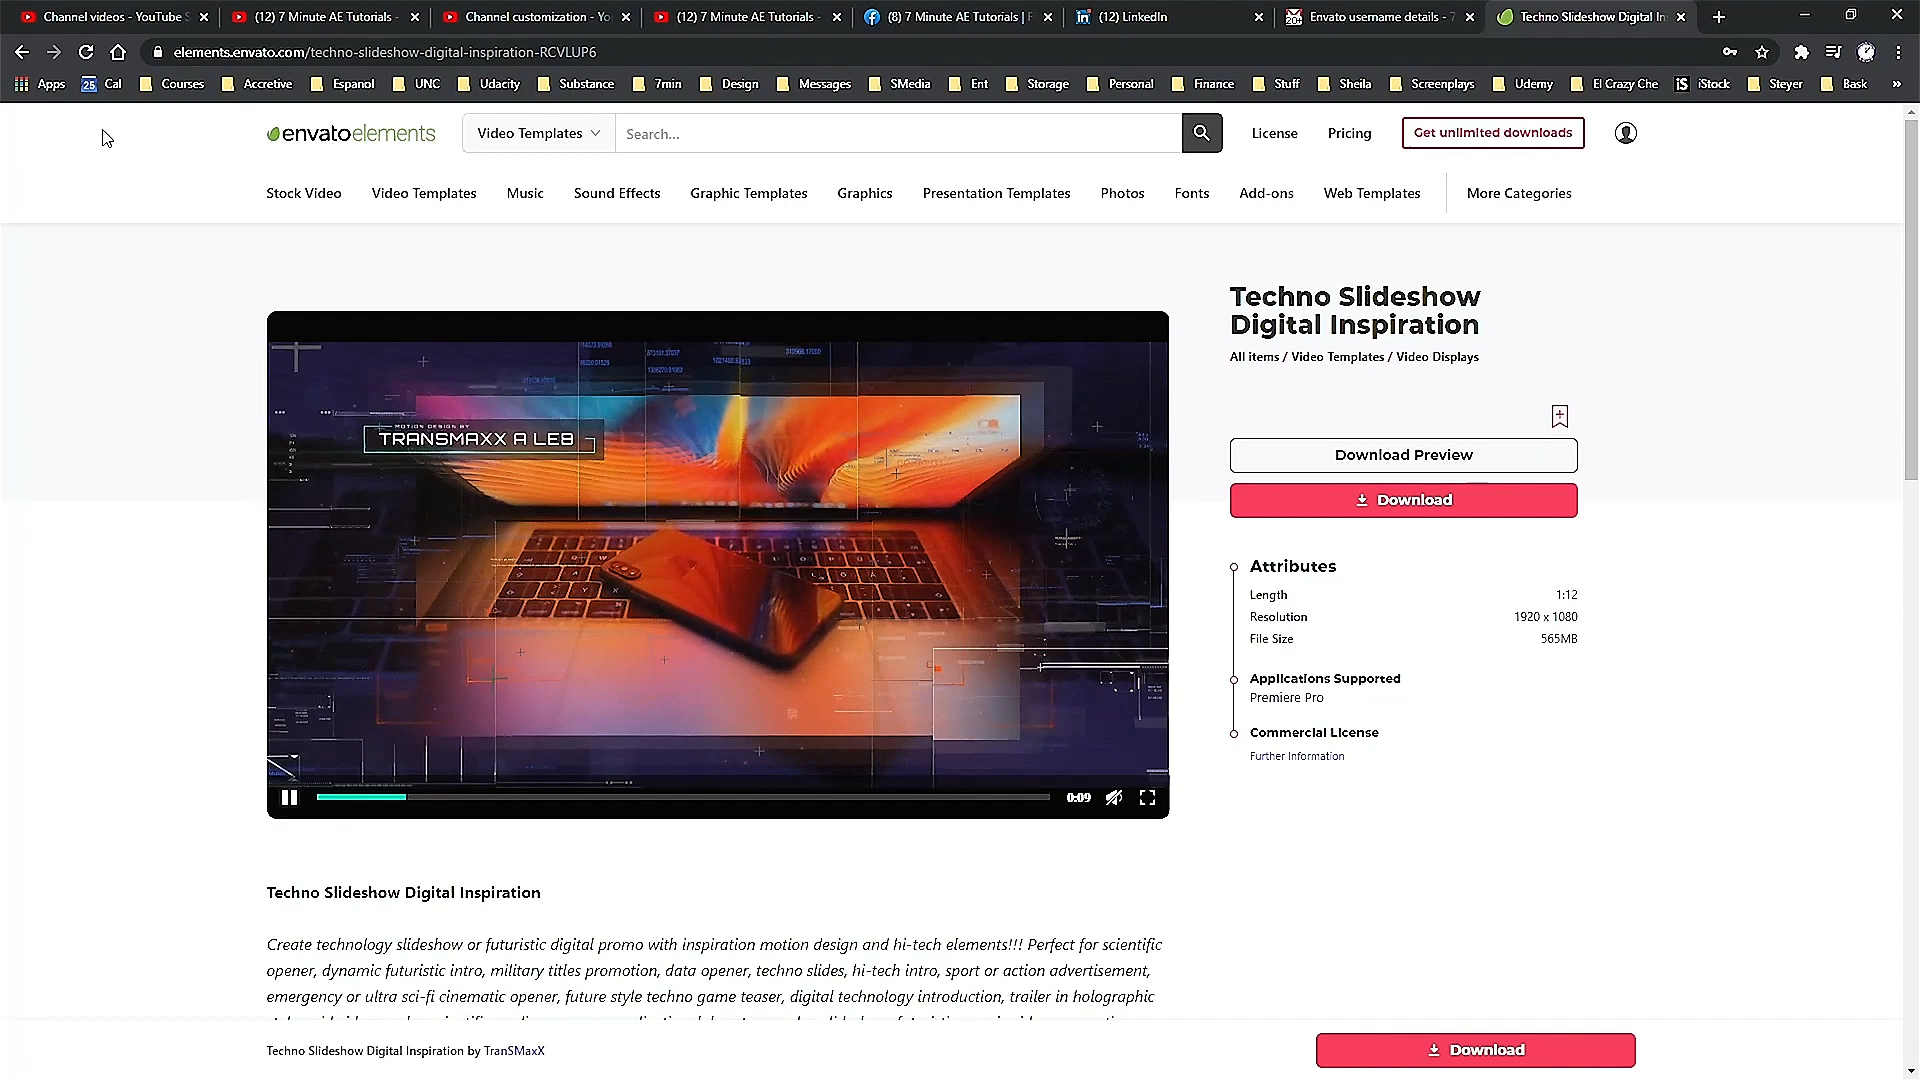 Channel videos - YouTube S
(12) 7 Minute AE Tutorials -
Channel customization - Yo
(12) 7 Minute AE Tutorials -
(8) 7 Minute AE Tutorials | F
(12) LinkedIn
Envato username details - 7
Techno Slideshow Digital In
elements.envato.com/techno-slideshow-digital-inspiration-RCVLUP6
Apps
25 Cal
Courses
Accretive
Espanol
UNC
Udacity
Substance
7min
Design
Messages
SMedia
Ent
Storage
Personal
Finance
Stuff
Sheila
Screenplays
Udemy
El Crazy Che
iS iStock
Steyer
Bask
»
envatoelements
Video Templates
Search...
License
Pricing
Get unlimited downloads
Stock Video
Video Templates
Music
Sound Effects
Graphic Templates
Graphics
Presentation Templates
Photos
Fonts
Add-ons
Web Templates
More Categories
Techno Slideshow
Digital Inspiration
All items / Video Templates / Video Displays
MOTION DESIGN BY
TRANSMAXX A LEB
Download Preview
Download
Attributes
Length 1:12
Resolution 1920 x 1080
File Size 565MB
Applications Supported
Premiere Pro
Commercial License
Further Information
0:09
Techno Slideshow Digital Inspiration
Create technology slideshow or futuristic digital promo with inspiration motion design and hi-tech elements!!! Perfect for scientific
opener, dynamic futuristic intro, military titles promotion, data opener, techno slides, hi-tech intro, sport or action advertisement,
emergency or ultra sci-fi cinematic opener, future style techno game teaser, digital technology introduction, trailer in holographic
Techno Slideshow Digital Inspiration by TranSMaxX
Download